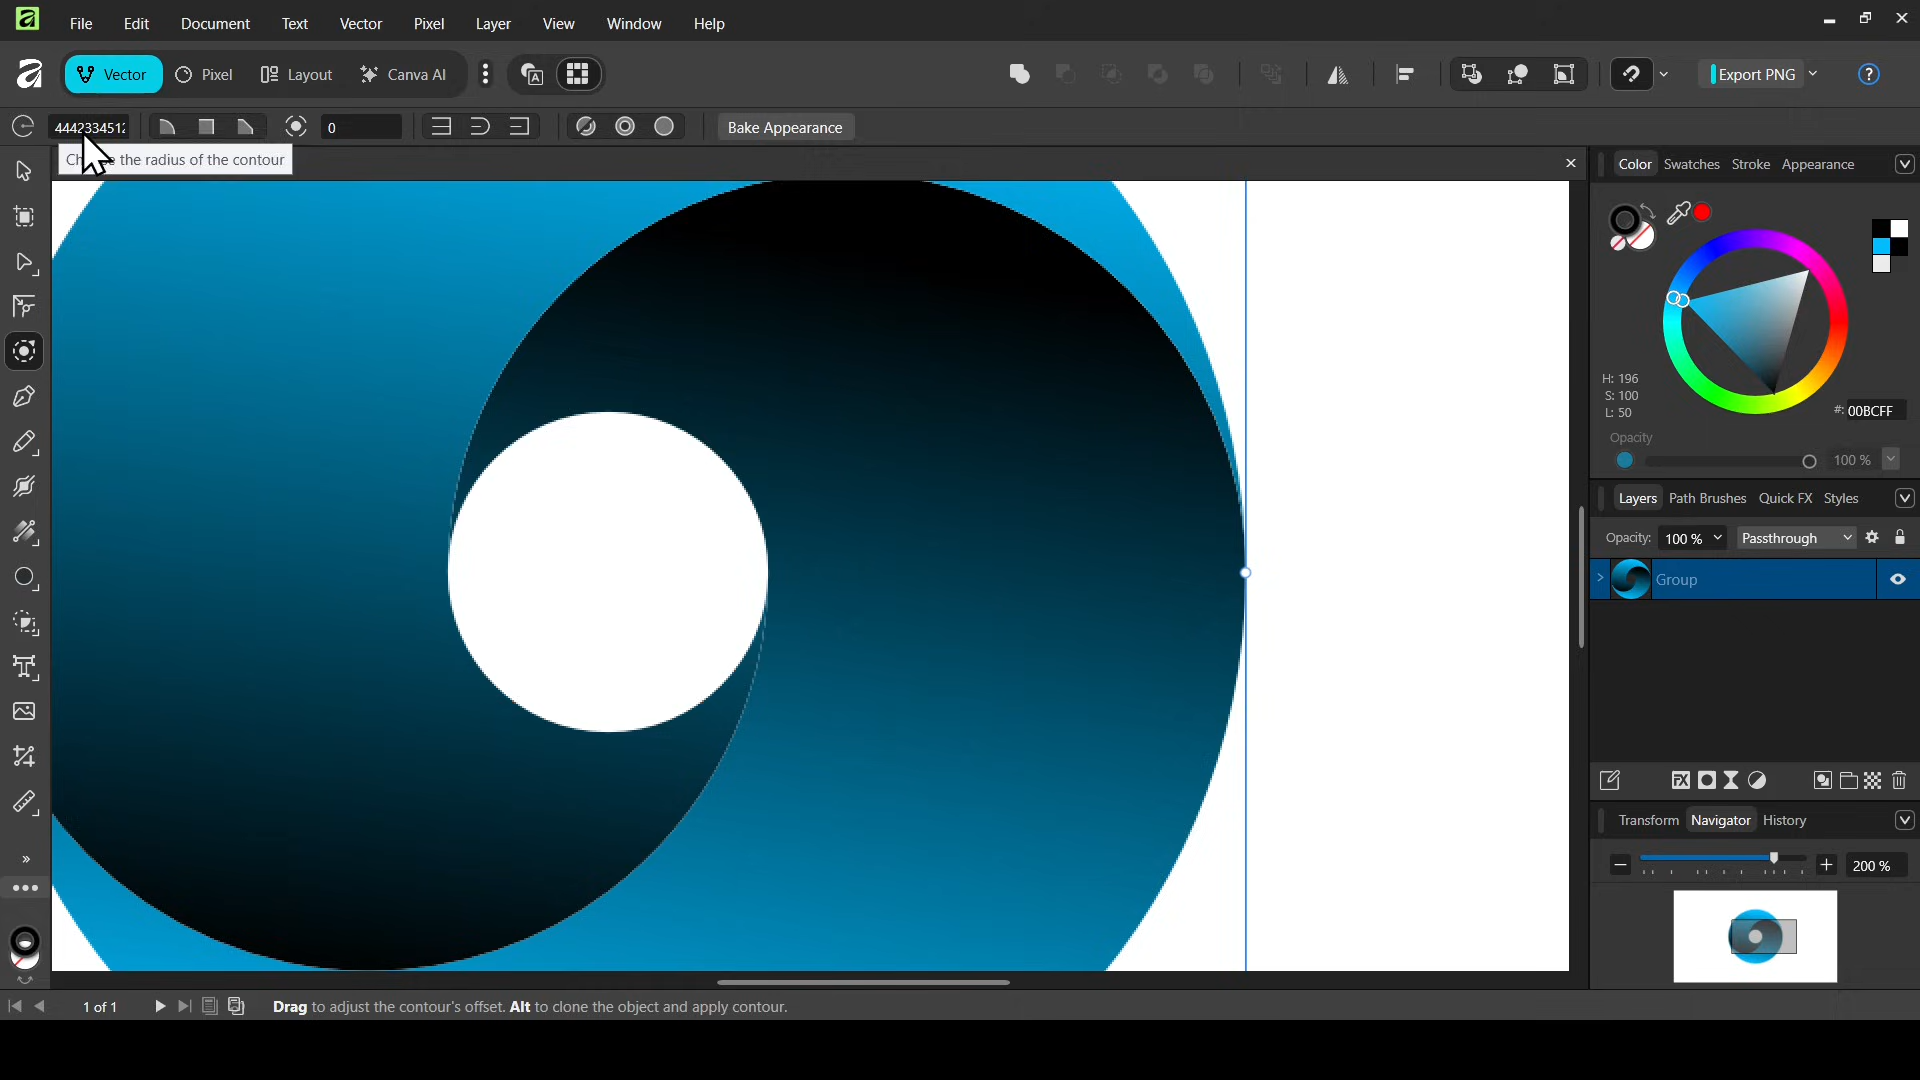 File Edit Document Text Vector Pixel Layer View Window Help
Vector Pixel Layout Canva AI Export PNG
4442334512 0 Bake Appearance
the radius of the contour
Color Swatches Stroke Appearance
H: 196
S: 100
L: 50
#: 00BCFF
Opacity
100 %
Layers Path Brushes Quick FX Styles
Opacity: 100 % Passthrough
Group
Transform Navigator History
200 %
1 of 1 Drag to adjust the contour's offset. Alt to clone the object and apply contour.